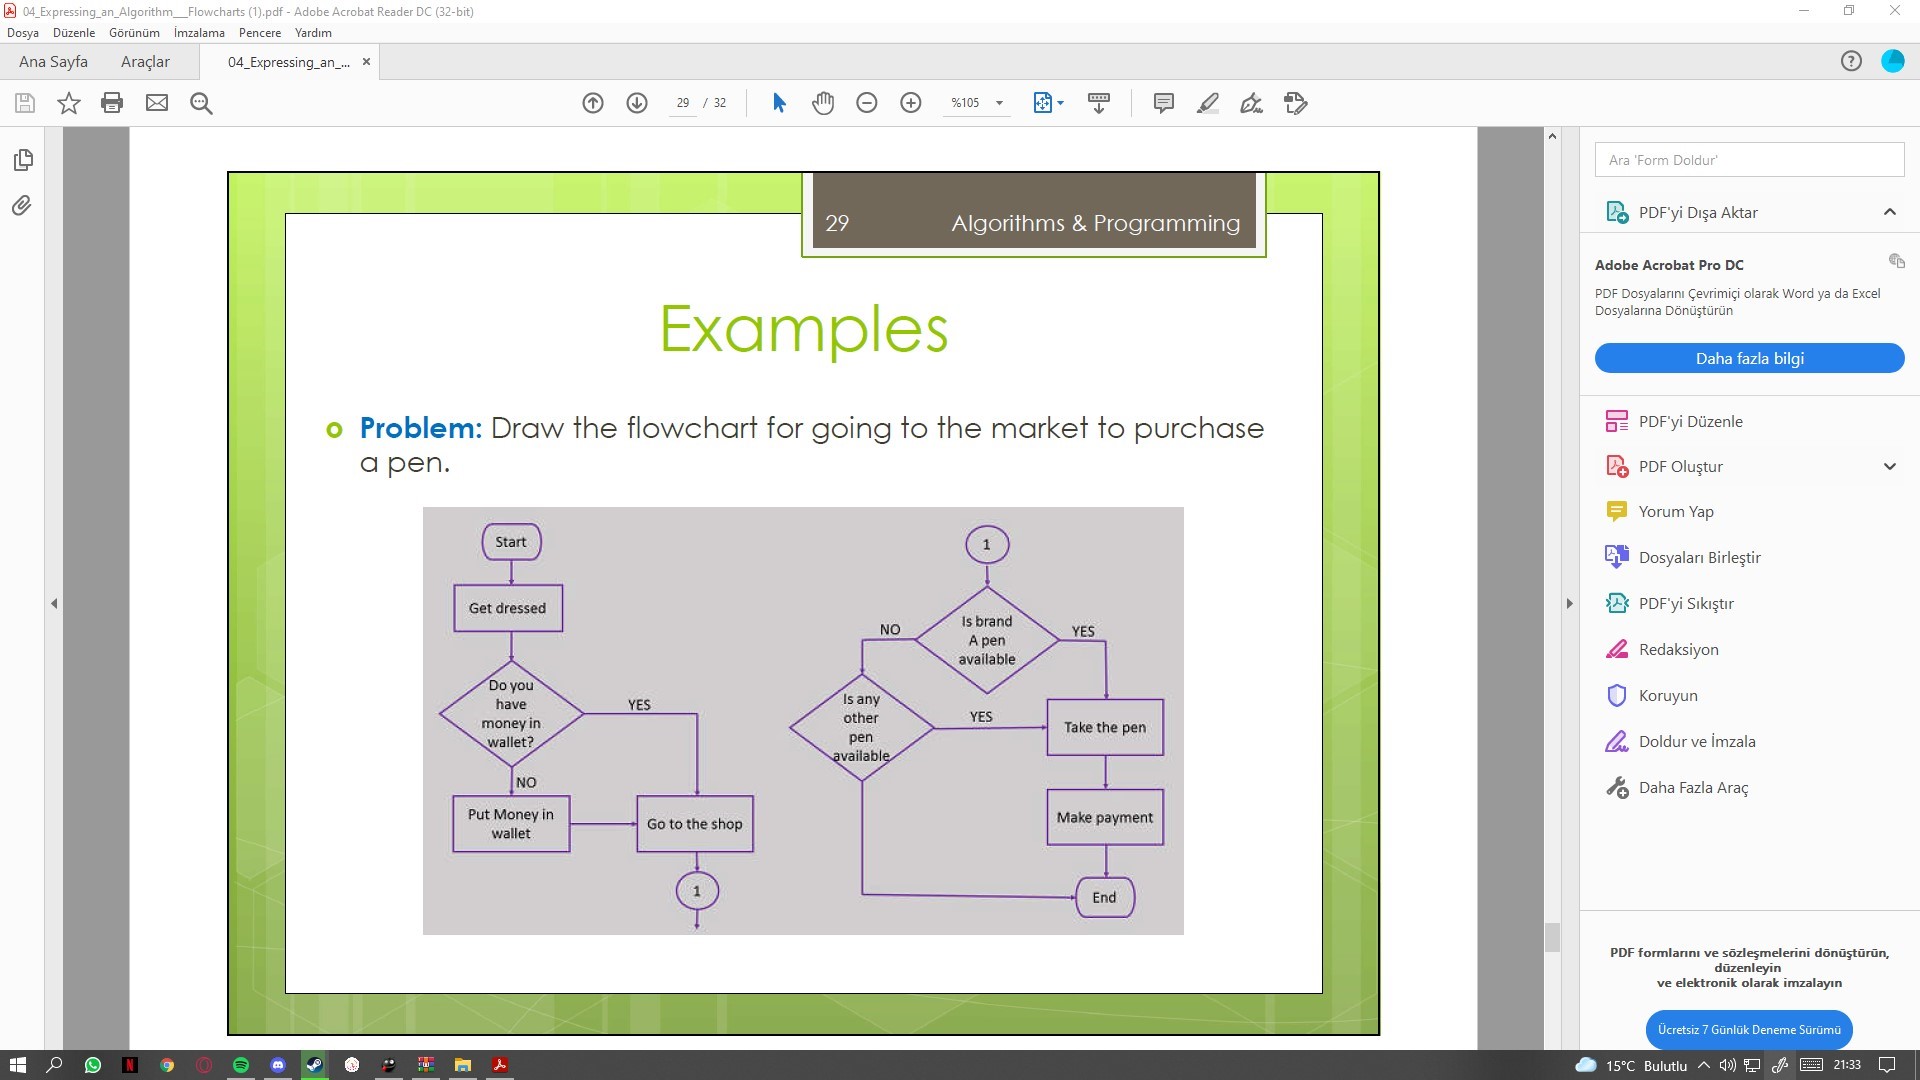 04_Expressing_an_Algorithm___Flowcharts (1).pdf - Adobe Acrobat Reader DC (32-bit)
Dosya Düzenle Görünüm İmzalama Pencere Yardım
Ana Sayfa Araçlar 04_Expressing_an_...
29 / 32 %105
29 Algorithms & Programming
Examples
Problem: Draw the flowchart for going to the market to purchase
a pen.
Start
Get dressed
Do you
have
money in
wallet?
YES
NO
Put Money in
wallet
Go to the shop
1
1
Is brand
A pen
available
NO
YES
Is any
other
pen
available
YES
Take the pen
Make payment
End
Ara 'Form Doldur'
PDF'yi Dışa Aktar
Adobe Acrobat Pro DC
PDF Dosyalarını Çevrimiçi olarak Word ya da Excel
Dosyalarına Dönüştürün
Daha fazla bilgi
PDF'yi Düzenle
PDF Oluştur
Yorum Yap
Dosyaları Birleştir
PDF'yi Sıkıştır
Redaksiyon
Koruyun
Doldur ve İmzala
Daha Fazla Araç
PDF formlarını ve sözleşmelerini dönüştürün,
düzenleyin
ve elektronik olarak imzalayın
Ücretsiz 7 Günlük Deneme Sürümü
15°C Bulutlu 21:33